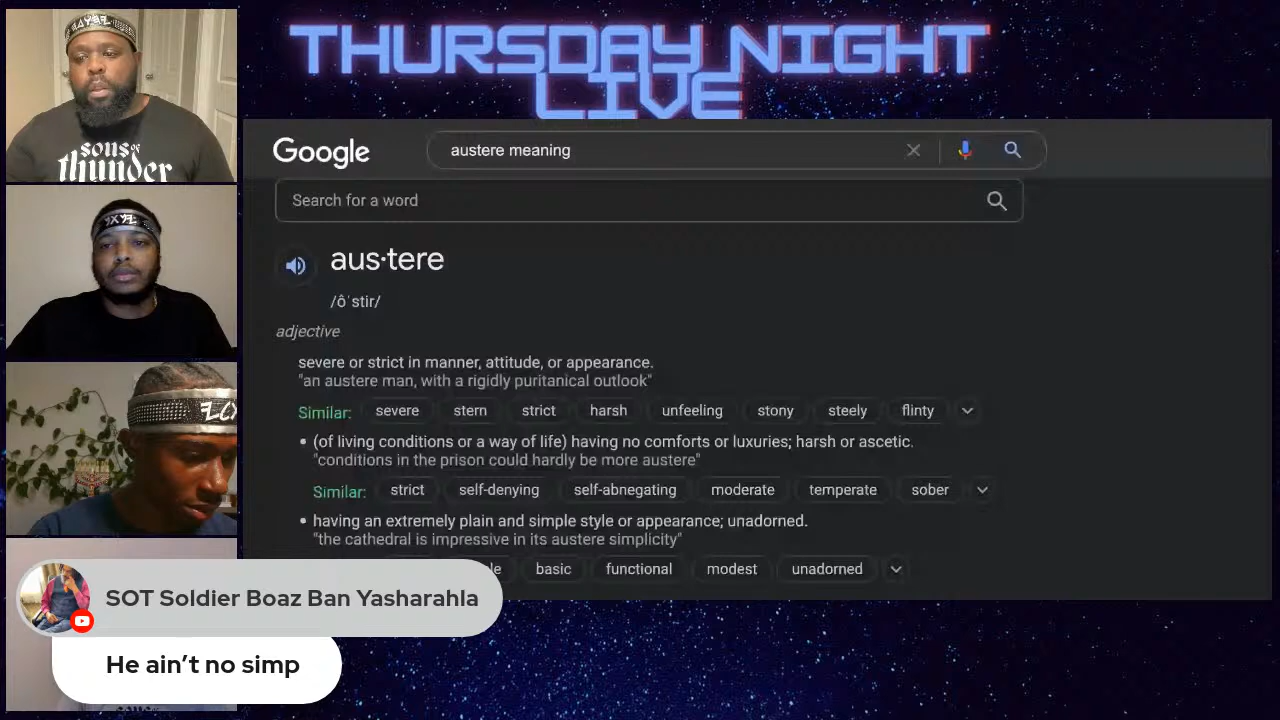 THURSDAY NIGHT
LIVE
sons of
thunder
Google
austere meaning
Search for a word
aus·tere
/ôˈstir/
adjective
severe or strict in manner, attitude, or appearance.
"an austere man, with a rigidly puritanical outlook"
Similar: severe stern strict harsh unfeeling stony steely flinty
• (of living conditions or a way of life) having no comforts or luxuries; harsh or ascetic.
"conditions in the prison could hardly be more austere"
Similar: strict self-denying self-abnegating moderate temperate sober
• having an extremely plain and simple style or appearance; unadorned.
"the cathedral is impressive in its austere simplicity"
basic functional modest unadorned
SOT Soldier Boaz Ban Yasharahla
He ain’t no simp